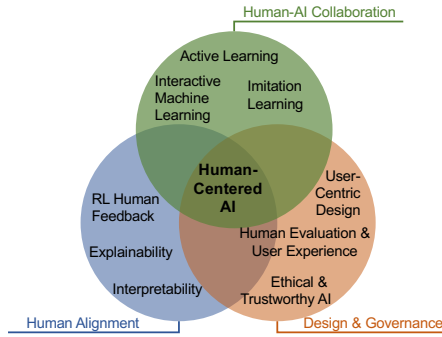 Human-AI Collaboration
Active Learning
Interactive
Machine
Learning
Imitation
Learning
Human-
Centered
AI
User-
Centric
Design
RL Human
Feedback
Human Evaluation &
User Experience
Explainability
Interpretability
Ethical &
Trustworthy AI
Human Alignment
Design & Governance